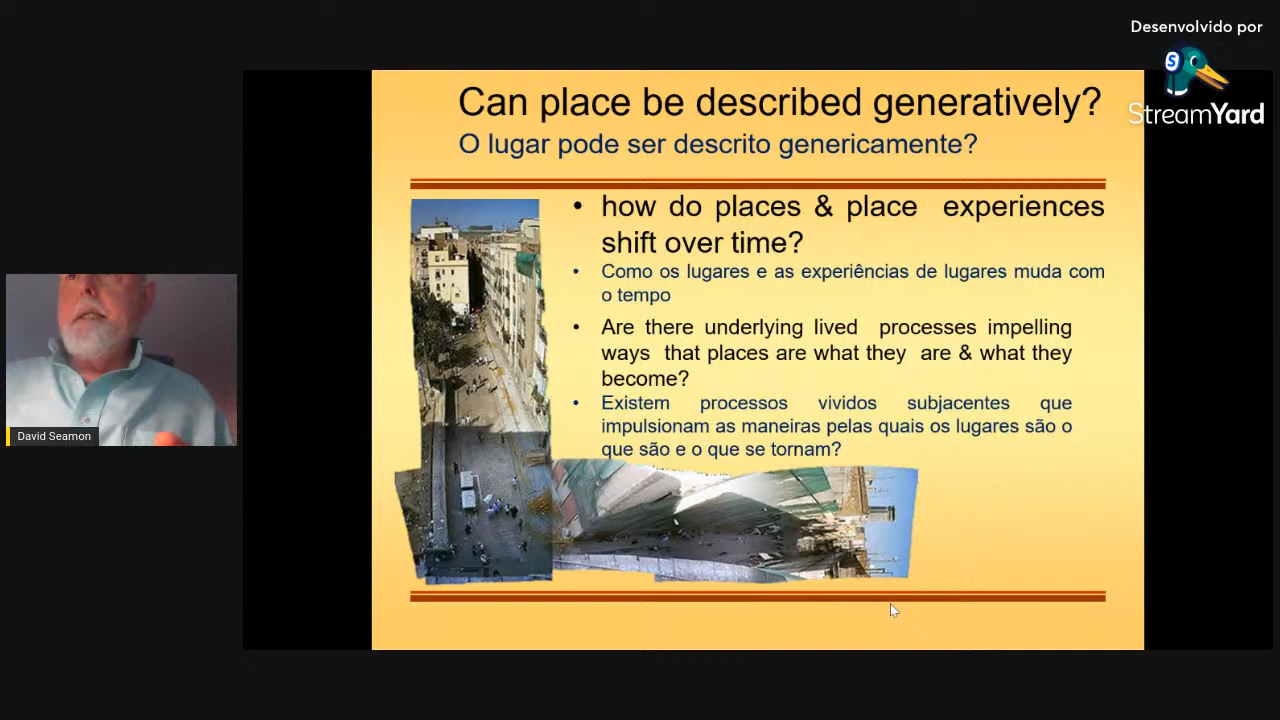 Desenvolvido por
StreamYard
Can place be described generatively?
O lugar pode ser descrito genericamente?
• how do places & place experiences
shift over time?
• Como os lugares e as experiências de lugares muda com
o tempo
• Are there underlying lived processes impelling
ways that places are what they are & what they
become?
• Existem processos vividos subjacentes que
impulsionam as maneiras pelas quais os lugares são o
que são e o que se tornam?
David Seamon